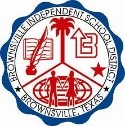 BROWNSVILLE INDEPENDENT SCHOOL DISTRICT
BROWNSVILLE, TEXAS